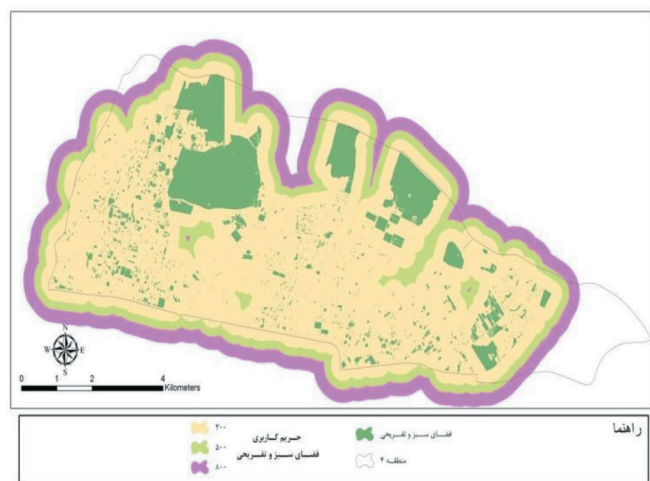 N
W E
S
0 1 2 4
Kilometers
راهنما
فضای سبز و تفریحی
منطقه ۴
حریم کاربری
فضای سبز و تفریحی
۳۰۰
۵۰۰
۸۰۰